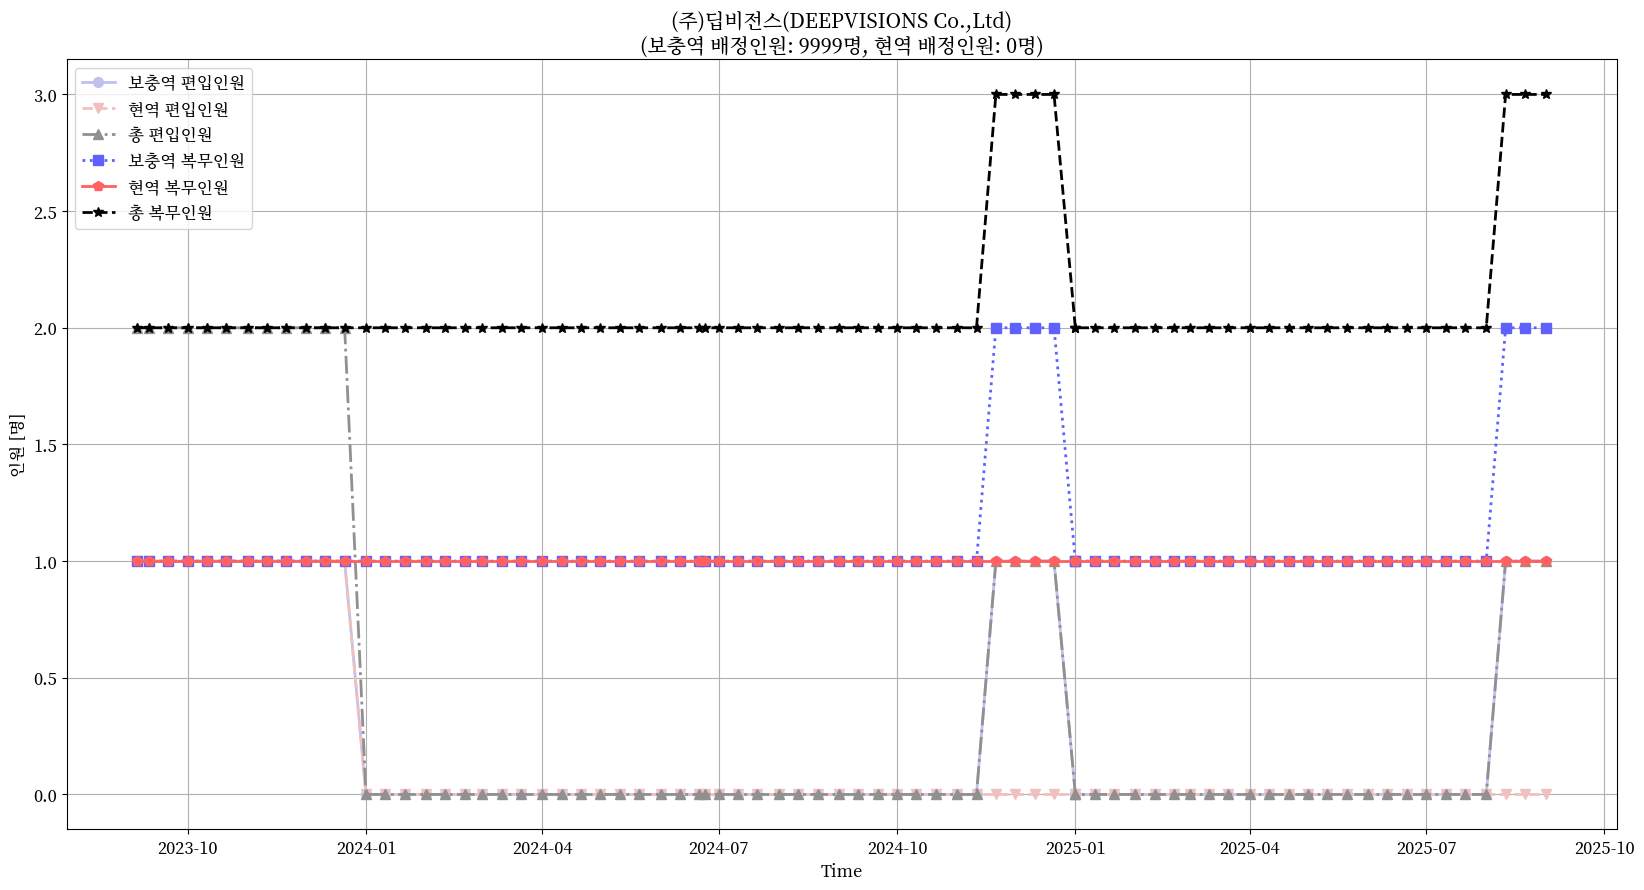 (주)딥비전스(DEEPVISIONS Co.,Ltd)
(보충역 배정인원: 9999명, 현역 배정인원: 0명)
보충역 편입인원
현역 편입인원
총 편입인원
보충역 복무인원
현역 복무인원
총 복무인원
3.0
2.5
2.0
1.5
1.0
0.5
0.0
인원 [명]
2023-10 2024-01 2024-04 2024-07 2024-10 2025-01 2025-04 2025-07 2025-10
Time